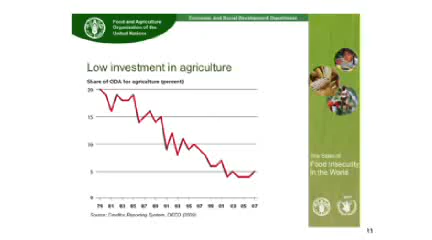 Food and Agriculture
Organization of the
United Nations
Economic and Social Development Department
Low investment in agriculture
Share of ODA for agriculture (percent)
20
15
10
5
0
79 81 83 85 87 89 91 93 95 97 99 01 03 05 07
Source: Creditor Reporting System, OECD (2009)
The State of
Food Insecurity
in the World